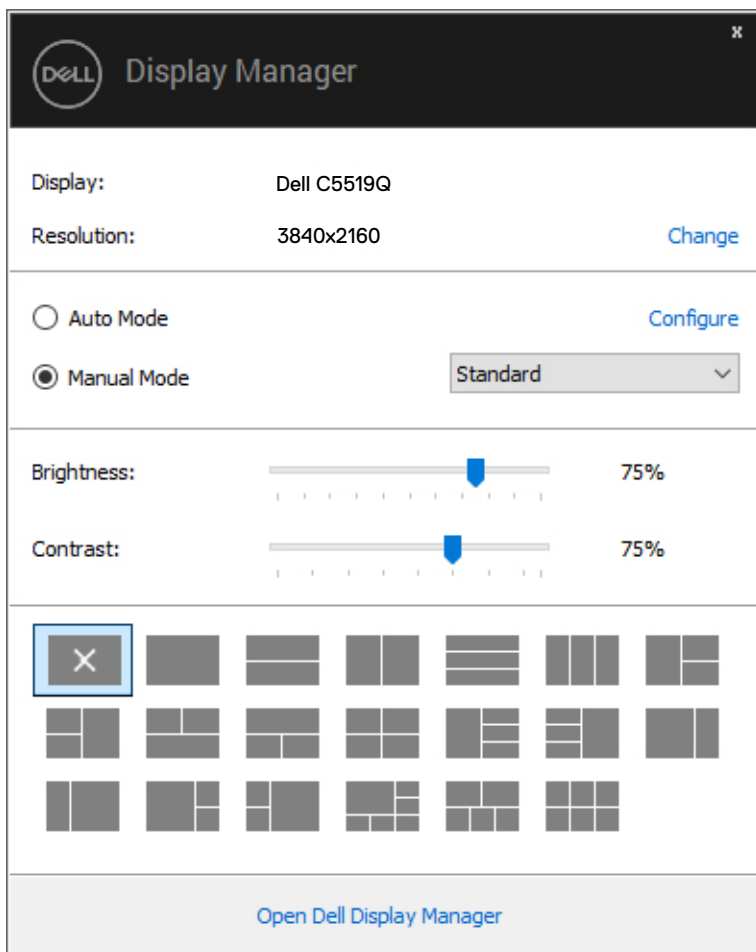 x
DELL Display Manager
Display: Dell C5519Q
Resolution: 3840x2160 Change
Auto Mode Configure
Manual Mode Standard
Brightness: 75%
Contrast: 75%
Open Dell Display Manager